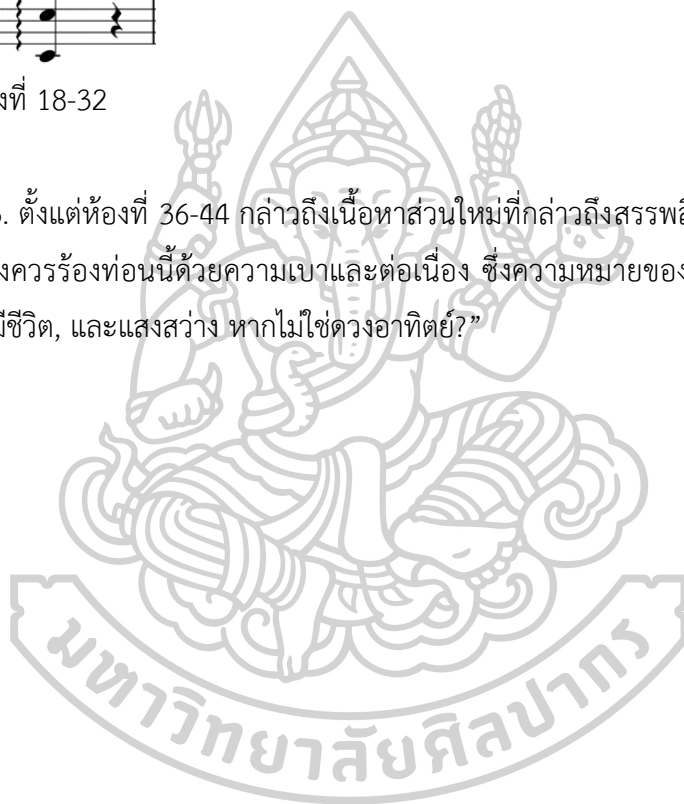 งที่ 18-32
. ตั้งแต่ห้องที่ 36-44 กล่าวถึงเนื้อหาส่วนใหม่ที่กล่าวถึงสรรพสิ
งควรร้องท่อนนี้ด้วยความเบาและต่อเนื่อง ซึ่งความหมายของ
มีชีวิต, และแสงสว่าง หากไม่ใช่ดวงอาทิตย์?”
มหาวิทยาลัยศิลปากร